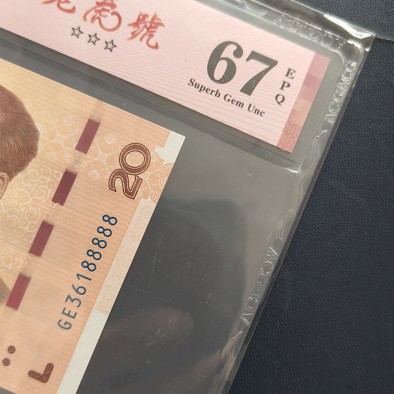 號
☆☆☆
67
EPQ
Superb Gem Unc
20
GE36188888